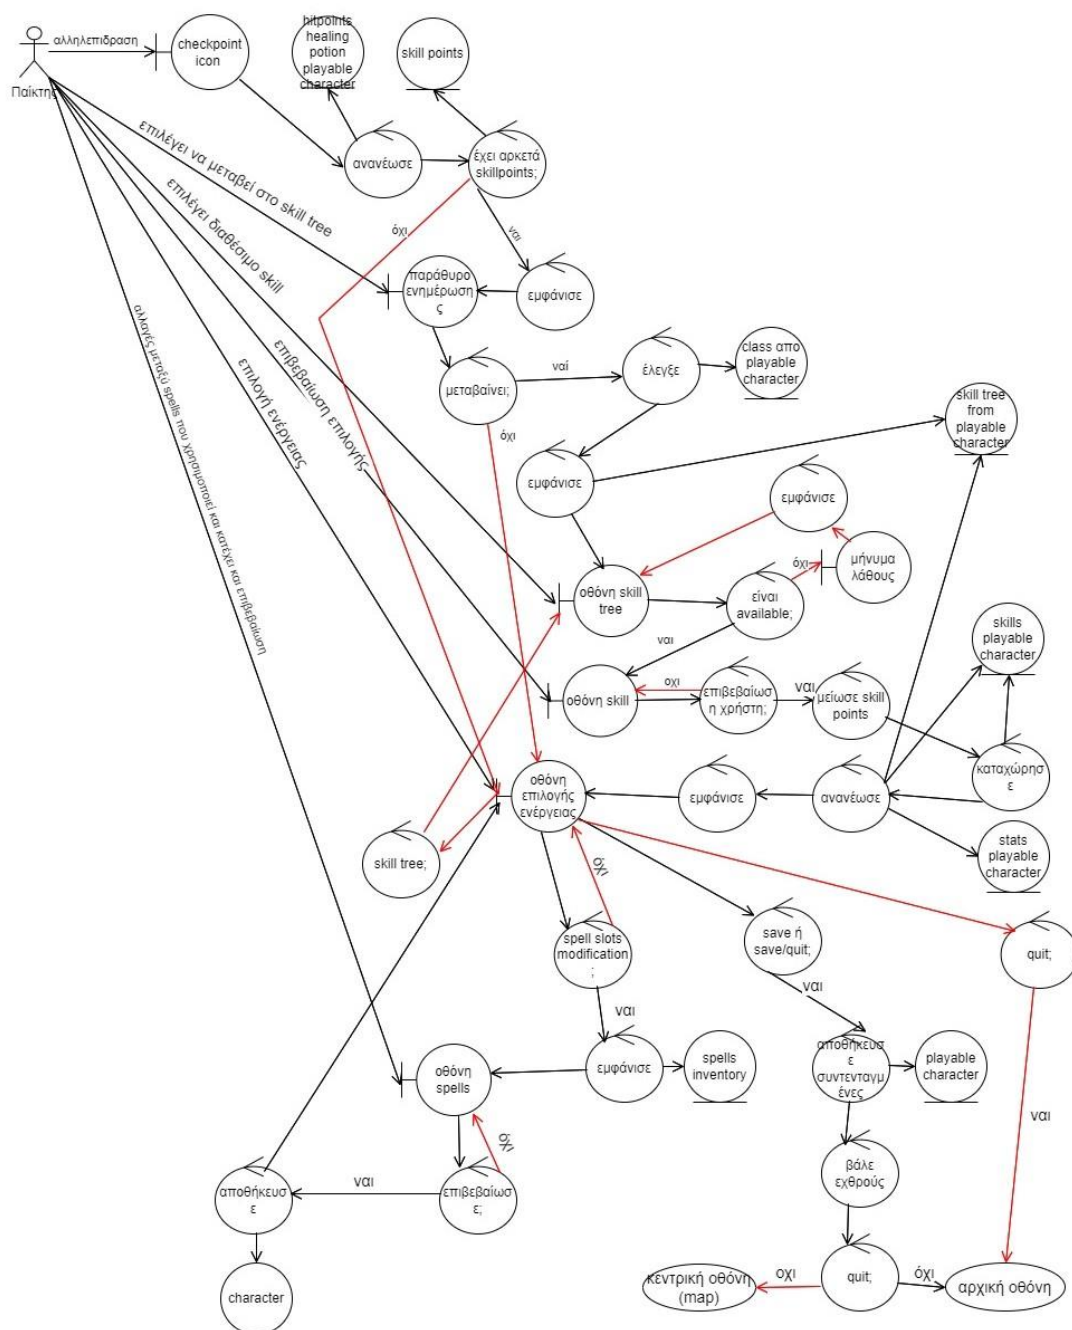 Παίκτης
αλληλεπιδραση
checkpoint
icon
hitpoints
healing
potion
playable
character
skill points
ανανέωσε
έχει αρκετά
skillpoints;
επιλέγει να μεταβεί στο skill tree
επιλέγει διαθέσιμο skill
επιβεβαίωση επιλογής
επιλογή ενέργειας
αλλαγές μεταξύ spells που χρησιμοποιεί και κατέχει και επιβεβαίωση
όχι
ναι
παράθυρο
ενημέρωση
ς
εμφάνισε
μεταβαίνει;
ναί
έλεγξε
class απο
playable
character
όχι
εμφάνισε
skill tree
from
playable
character
εμφάνισε
μήνυμα
λάθους
όχι
οθόνη skill
tree
είναι
available;
ναι
skills
playable
character
οθόνη skill
οχι
επιβεβαίωσ
η χρήστη;
ναι
μείωσε skill
points
καταχώρησ
ε
οθόνη
επιλογής
ενέργειας
εμφάνισε
ανανέωσε
stats
playable
character
skill tree;
όχι
spell slots
modification
;
save ή
save/quit;
quit;
ναι
ναι
οθόνη
spells
εμφάνισε
spells
inventory
αποθήκευσ
ε
συντενταγμ
ένες
playable
character
ναι
όχι
αποθήκευσ
ε
ναι
επιβεβαίωσ
ε;
βάλε
εχθρούς
character
κεντρική οθόνη
(map)
οχι
quit;
όχι
αρχική οθόνη